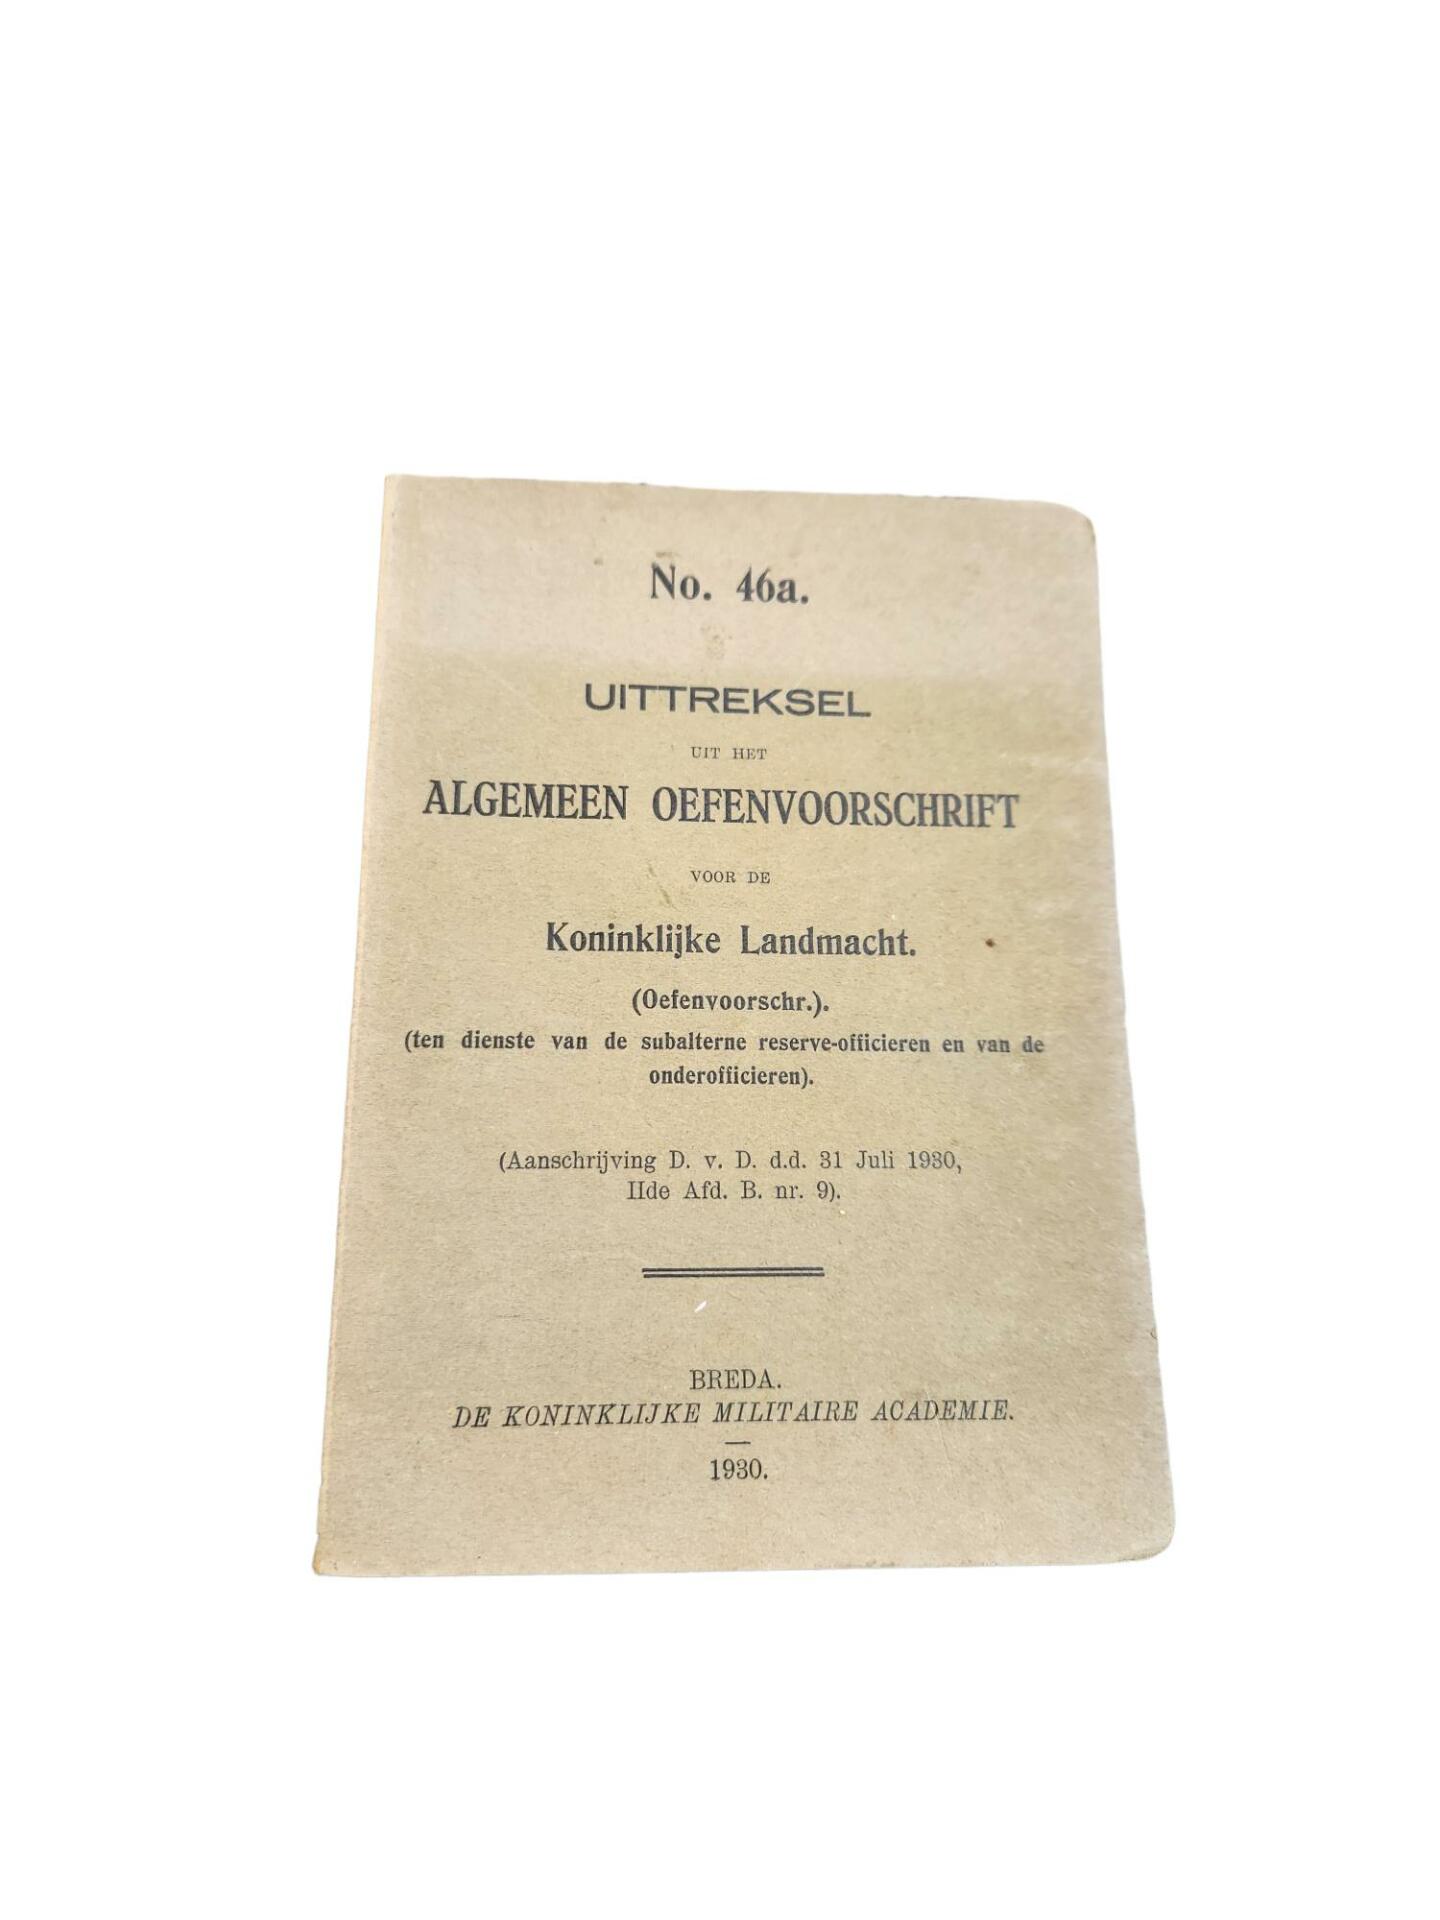 No. 46a.
UITTREKSEL
UIT HET
ALGEMEEN OEFENVOORSCHRIFT
VOOR DE
Koninklijke Landmacht.
(Oefenvoorschr.).
(ten dienste van de subalterne reserve-officieren en van de
onderofficieren).
(Aanschrijving D. v. D. d.d. 31 Juli 1930,
IIde Afd. B. nr. 9).
BREDA.
DE KONINKLIJKE MILITAIRE ACADEMIE.
1930.